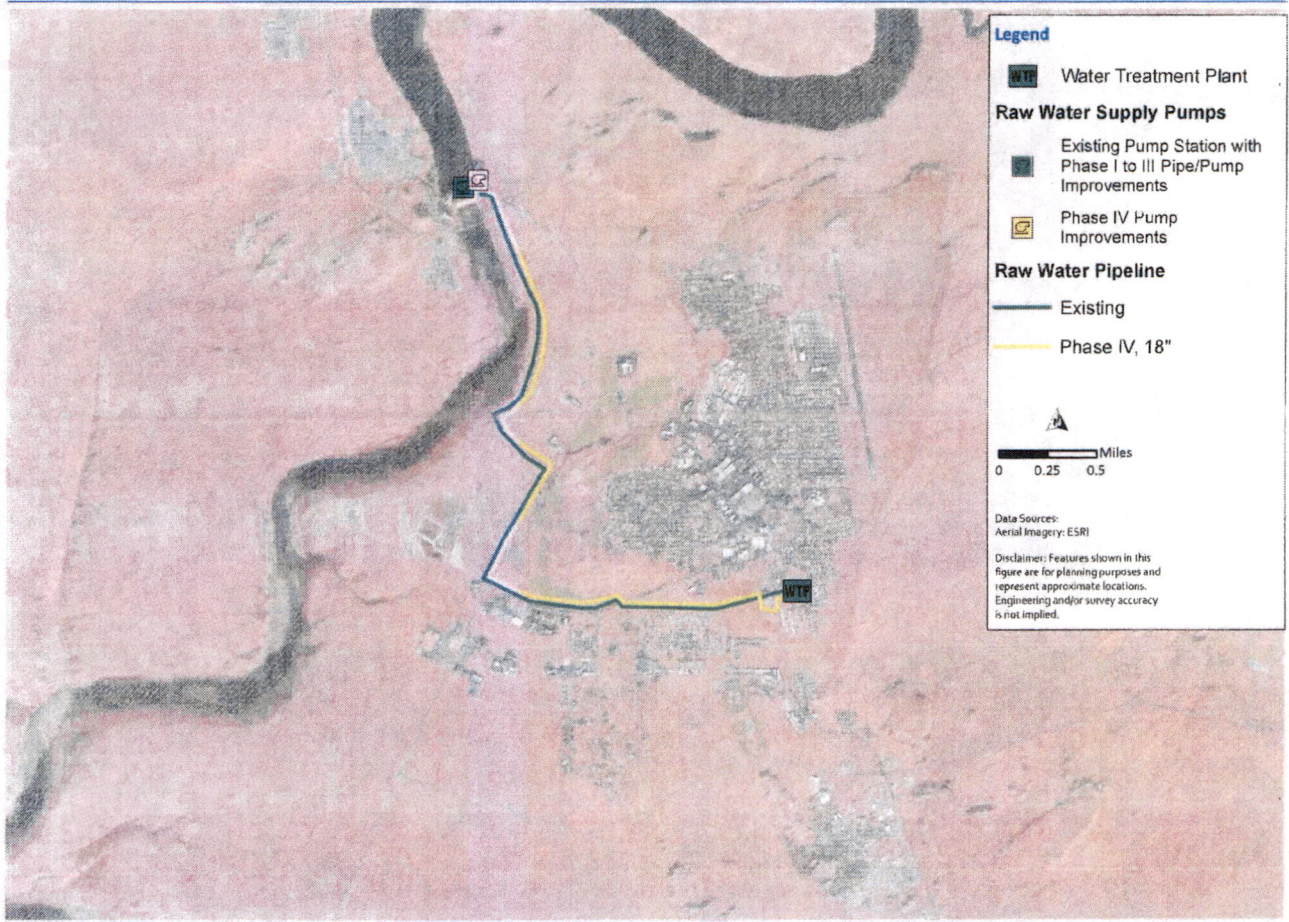 Legend
WTP Water Treatment Plant
Raw Water Supply Pumps
Existing Pump Station with
Phase I to III Pipe/Pump
Improvements
Phase IV Pump
Improvements
Raw Water Pipeline
Existing
Phase IV, 18"
N
Miles
0 0.25 0.5
Data Sources:
Aerial Imagery: ESRI
Disclaimer: Features shown in this
figure are for planning purposes and
represent approximate locations.
Engineering and/or survey accuracy
is not implied.
WTP